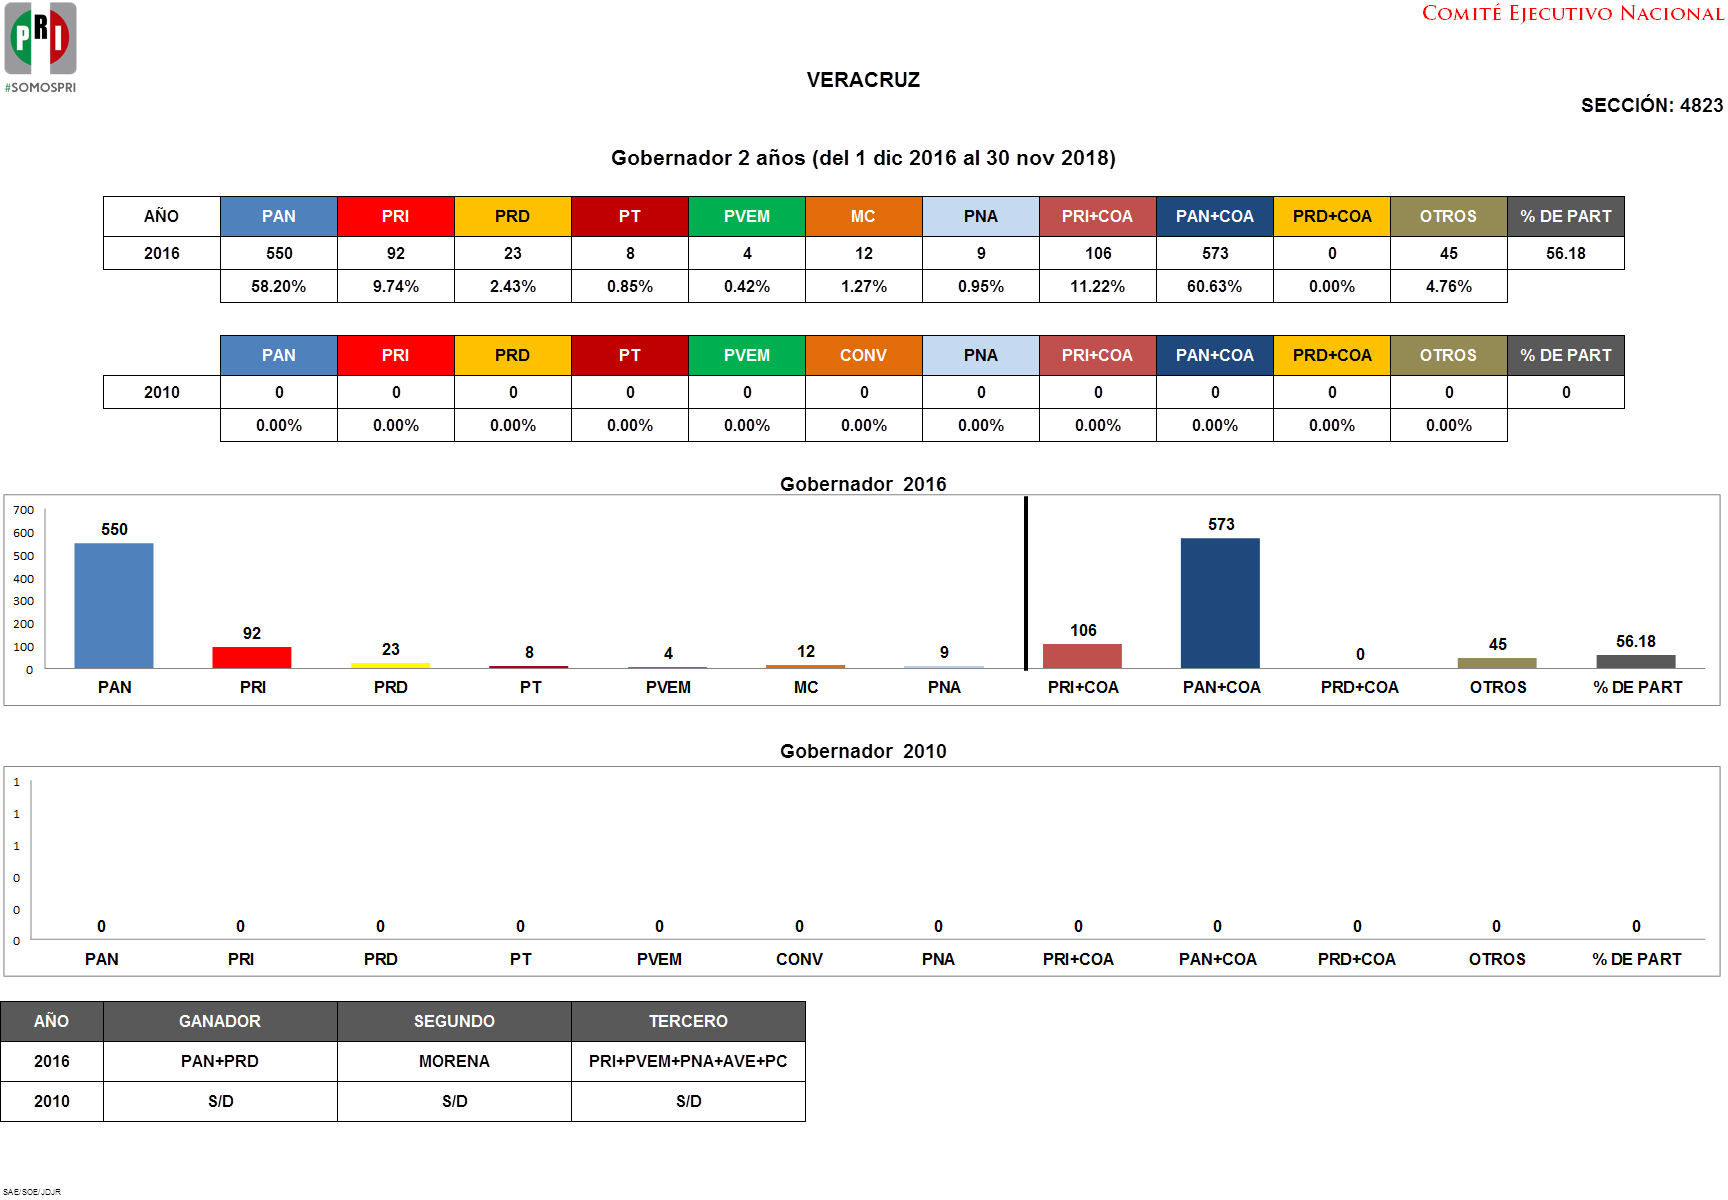 PRI
#SOMOSPRI
COMITÉ EJECUTIVO NACIONAL
VERACRUZ
SECCIÓN: 4823
Gobernador 2 años (del 1 dic 2016 al 30 nov 2018)
AÑO PAN PRI PRD PT PVEM MC PNA PRI+COA PAN+COA PRD+COA OTROS % DE PART
2016 550 92 23 8 4 12 9 106 573 0 45 56.18
58.20% 9.74% 2.43% 0.85% 0.42% 1.27% 0.95% 11.22% 60.63% 0.00% 4.76%
PAN PRI PRD PT PVEM CONV PNA PRI+COA PAN+COA PRD+COA OTROS % DE PART
2010 0 0 0 0 0 0 0 0 0 0 0 0
0.00% 0.00% 0.00% 0.00% 0.00% 0.00% 0.00% 0.00% 0.00% 0.00% 0.00%
Gobernador 2016
700
600
500
400
300
200
100
0
550 92 23 8 4 12 9 106 573 0 45 56.18
PAN PRI PRD PT PVEM MC PNA PRI+COA PAN+COA PRD+COA OTROS % DE PART
Gobernador 2010
1
1
1
0
0
0
0 0 0 0 0 0 0 0 0 0 0 0
PAN PRI PRD PT PVEM CONV PNA PRI+COA PAN+COA PRD+COA OTROS % DE PART
AÑO GANADOR SEGUNDO TERCERO
2016 PAN+PRD MORENA PRI+PVEM+PNA+AVE+PC
2010 S/D S/D S/D
SAE/SOE/JDJR